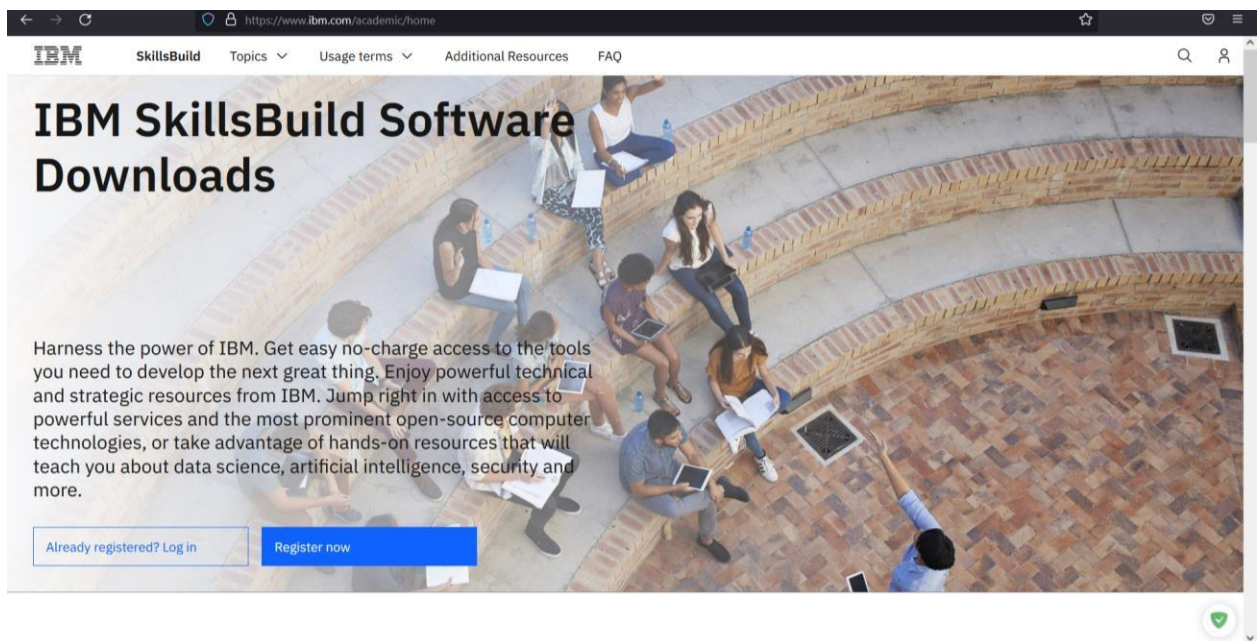 https://www.ibm.com/academic/home
IBM SkillsBuild Topics Usage terms Additional Resources FAQ
IBM SkillsBuild Software
Downloads
Harness the power of IBM. Get easy no-charge access to the tools
you need to develop the next great thing. Enjoy powerful technical
and strategic resources from IBM. Jump right in with access to
powerful services and the most prominent open-source computer
technologies, or take advantage of hands-on resources that will
teach you about data science, artificial intelligence, security and
more.
Already registered? Log in Register now